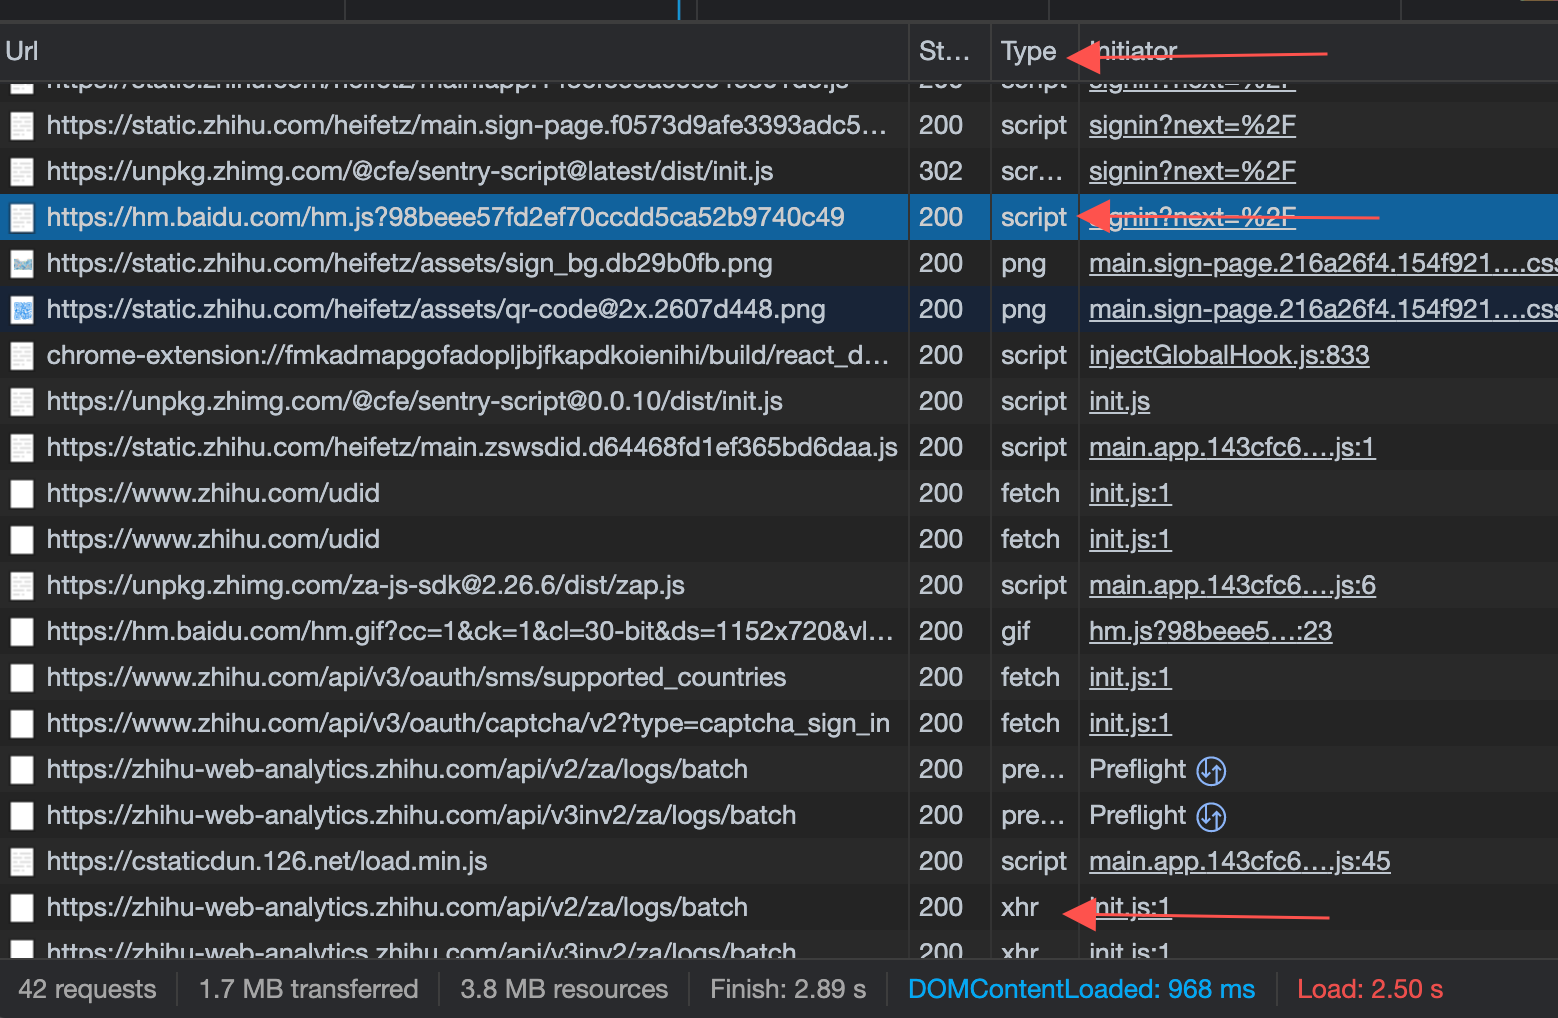 Url St... Type Initiator
https://static.zhihu.com/heifetz/main.sign-page.f0573d9afe3393adc5... 200 script signin?next=%2F
https://unpkg.zhimg.com/@cfe/sentry-script@latest/dist/init.js 302 scr... signin?next=%2F
https://hm.baidu.com/hm.js?98beee57fd2ef70ccdd5ca52b9740c49 200 script signin?next=%2F
https://static.zhihu.com/heifetz/assets/sign_bg.db29b0fb.png 200 png main.sign-page.216a26f4.154f921....css
https://static.zhihu.com/heifetz/assets/qr-code@2x.2607d448.png 200 png main.sign-page.216a26f4.154f921....css
chrome-extension://fmkadmapgofadopljbjfkapdkoienihi/build/react_d... 200 script injectGlobalHook.js:833
https://unpkg.zhimg.com/@cfe/sentry-script@0.0.10/dist/init.js 200 script init.js
https://static.zhihu.com/heifetz/main.zswsdid.d64468fd1ef365bd6daa.js 200 script main.app.143cfc6....js:1
https://www.zhihu.com/udid 200 fetch init.js:1
https://www.zhihu.com/udid 200 fetch init.js:1
https://unpkg.zhimg.com/za-js-sdk@2.26.6/dist/zap.js 200 script main.app.143cfc6....js:6
https://hm.baidu.com/hm.gif?cc=1&ck=1&cl=30-bit&ds=1152x720&vl... 200 gif hm.js?98beee5...:23
https://www.zhihu.com/api/v3/oauth/sms/supported_countries 200 fetch init.js:1
https://www.zhihu.com/api/v3/oauth/captcha/v2?type=captcha_sign_in 200 fetch init.js:1
https://zhihu-web-analytics.zhihu.com/api/v2/za/logs/batch 200 pre... Preflight
https://zhihu-web-analytics.zhihu.com/api/v3inv2/za/logs/batch 200 pre... Preflight
https://cstaticdun.126.net/load.min.js 200 script main.app.143cfc6....js:45
https://zhihu-web-analytics.zhihu.com/api/v2/za/logs/batch 200 xhr init.js:1
https://zhihu-web-analytics.zhihu.com/api/v3inv2/za/logs/batch 200 xhr init.js:1
42 requests 1.7 MB transferred 3.8 MB resources Finish: 2.89 s DOMContentLoaded: 968 ms Load: 2.50 s